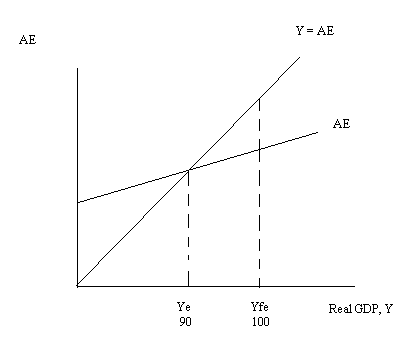 Y = AE
AE
AE
Ye
90
Yfe
100
Real GDP, Y